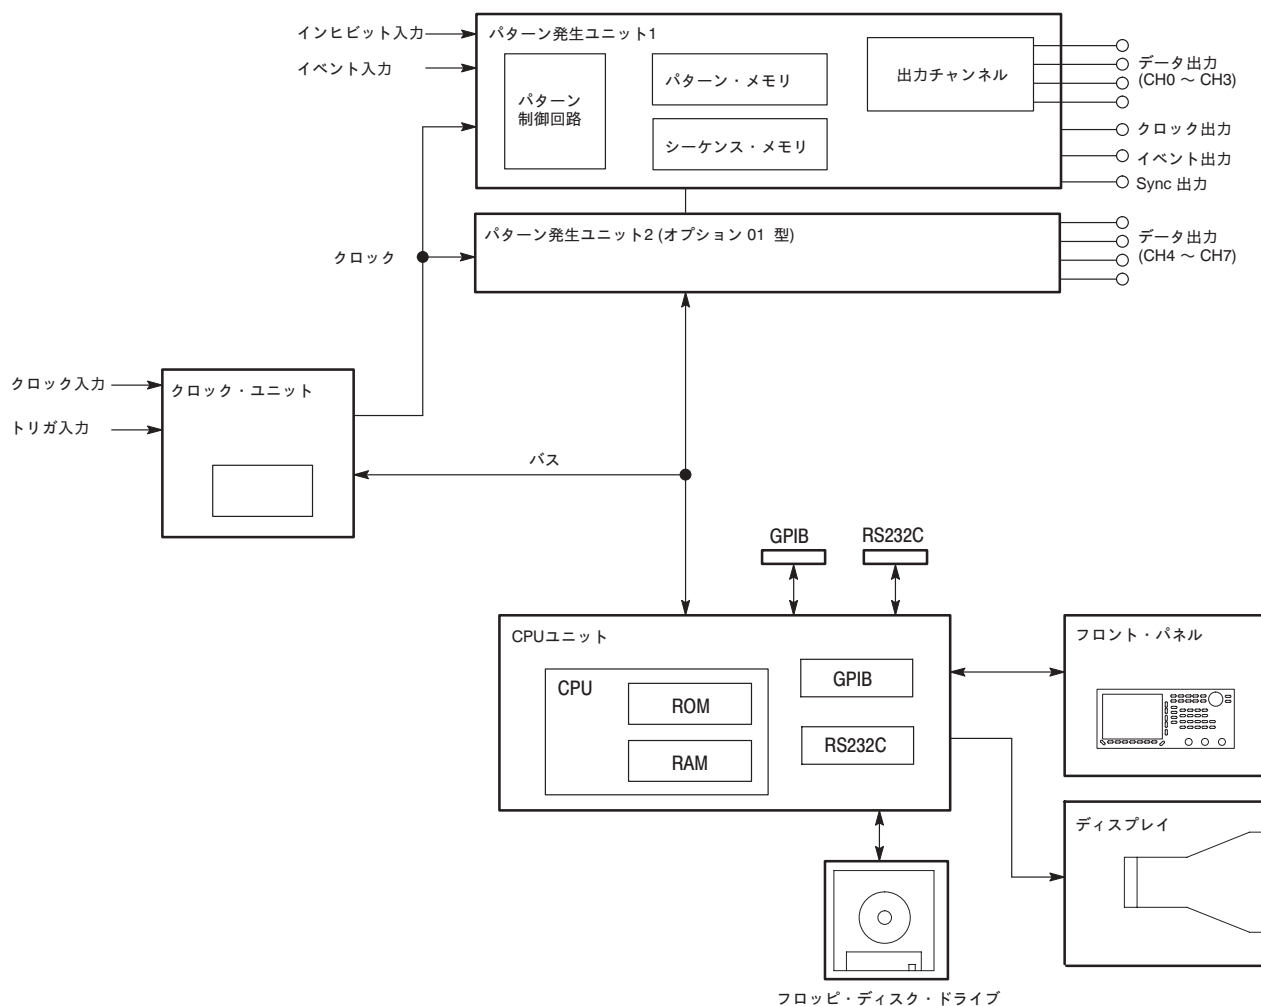 インヒビット入力
パターン発生ユニット1
イベント入力
パターン
制御回路
パターン・メモリ
シーケンス・メモリ
出力チャンネル
データ出力
(CH0 ～ CH3)
クロック出力
イベント出力
Sync 出力
パターン発生ユニット2 (オプション 01 型)
データ出力
(CH4 ～ CH7)
クロック
クロック入力
クロック・ユニット
トリガ入力
バス
GPIB
RS232C
CPUユニット
CPU
ROM
RAM
GPIB
RS232C
フロント・パネル
ディスプレイ
フロッピ・ディスク・ドライブ